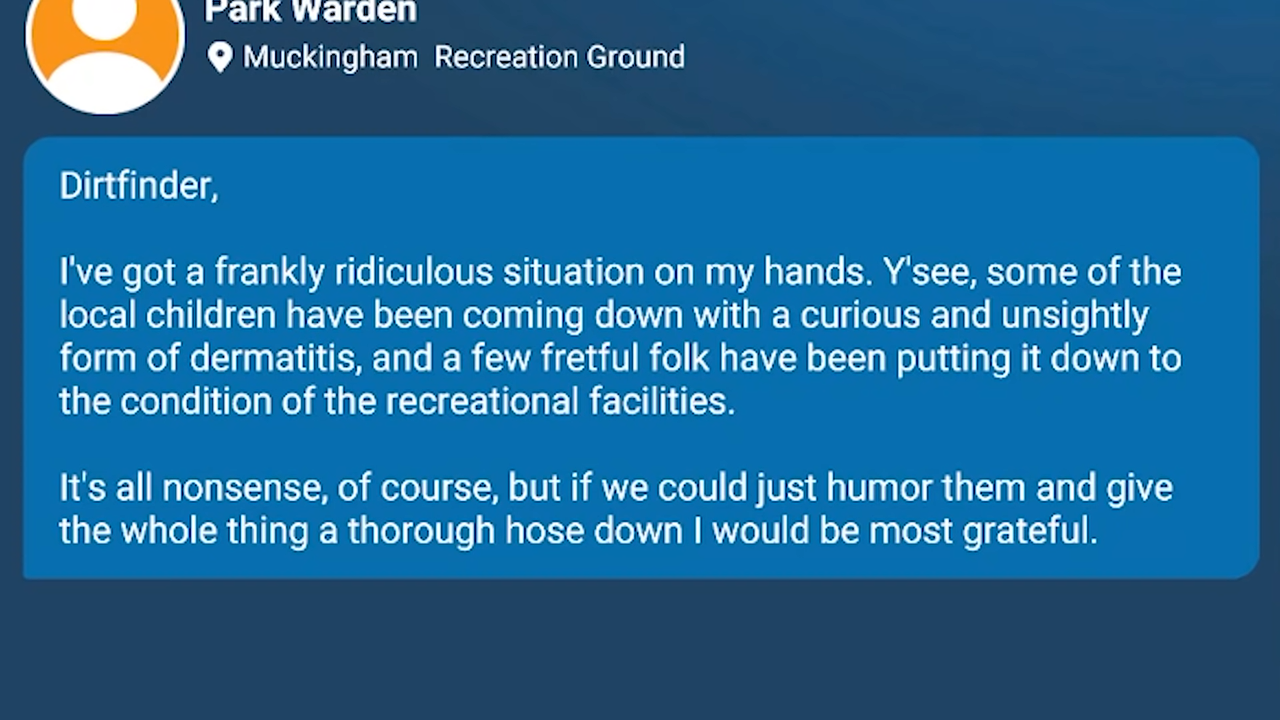 Park Warden
Muckingham Recreation Ground
Dirtfinder,
I've got a frankly ridiculous situation on my hands. Y'see, some of the
local children have been coming down with a curious and unsightly
form of dermatitis, and a few fretful folk have been putting it down to
the condition of the recreational facilities.
It's all nonsense, of course, but if we could just humor them and give
the whole thing a thorough hose down I would be most grateful.